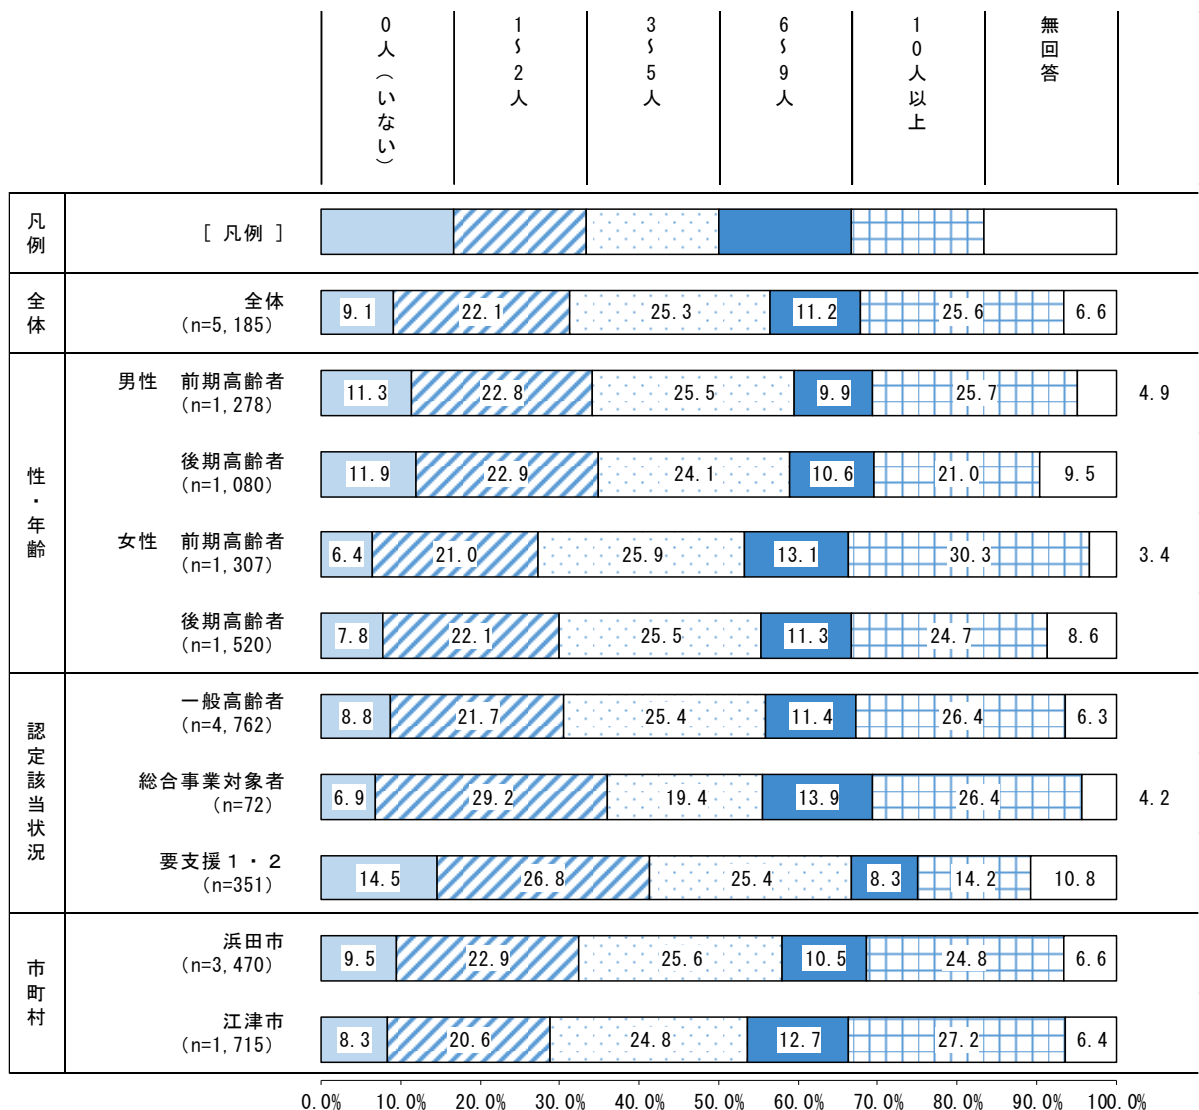 0人（いない）
1～2人
3～5人
6～9人
10人以上
無回答
凡例
[ 凡例 ]
全体
全体
(n=5,185)
9.1 22.1 25.3 11.2 25.6 6.6
性・年齢
男性　前期高齢者
(n=1,278)
11.3 22.8 25.5 9.9 25.7 4.9
後期高齢者
(n=1,080)
11.9 22.9 24.1 10.6 21.0 9.5
女性　前期高齢者
(n=1,307)
6.4 21.0 25.9 13.1 30.3 3.4
後期高齢者
(n=1,520)
7.8 22.1 25.5 11.3 24.7 8.6
認定該当状況
一般高齢者
(n=4,762)
8.8 21.7 25.4 11.4 26.4 6.3
総合事業対象者
(n=72)
6.9 29.2 19.4 13.9 26.4 4.2
要支援１・２
(n=351)
14.5 26.8 25.4 8.3 14.2 10.8
市町村
浜田市
(n=3,470)
9.5 22.9 25.6 10.5 24.8 6.6
江津市
(n=1,715)
8.3 20.6 24.8 12.7 27.2 6.4
0.0% 10.0% 20.0% 30.0% 40.0% 50.0% 60.0% 70.0% 80.0% 90.0% 100.0%